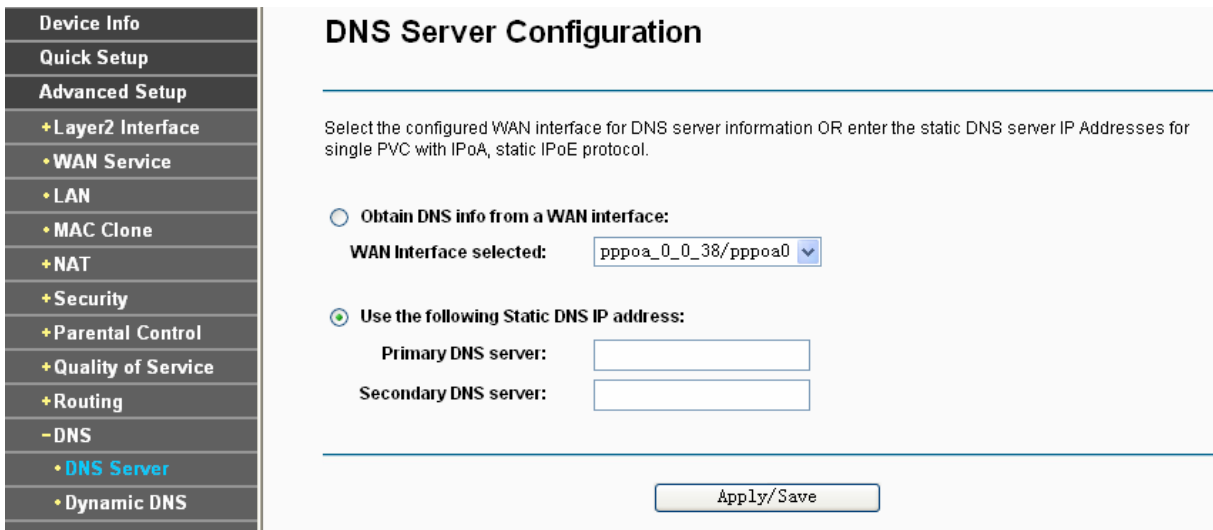 Device Info
Quick Setup
Advanced Setup
+Layer2 Interface
•WAN Service
•LAN
•MAC Clone
+NAT
+Security
+Parental Control
+Quality of Service
+Routing
-DNS
•DNS Server
•Dynamic DNS
DNS Server Configuration
Select the configured WAN interface for DNS server information OR enter the static DNS server IP Addresses for
single PVC with IPoA, static IPoE protocol.
Obtain DNS info from a WAN interface:
WAN Interface selected: pppoa_0_0_38/pppoa0
Use the following Static DNS IP address:
Primary DNS server:
Secondary DNS server:
Apply/Save